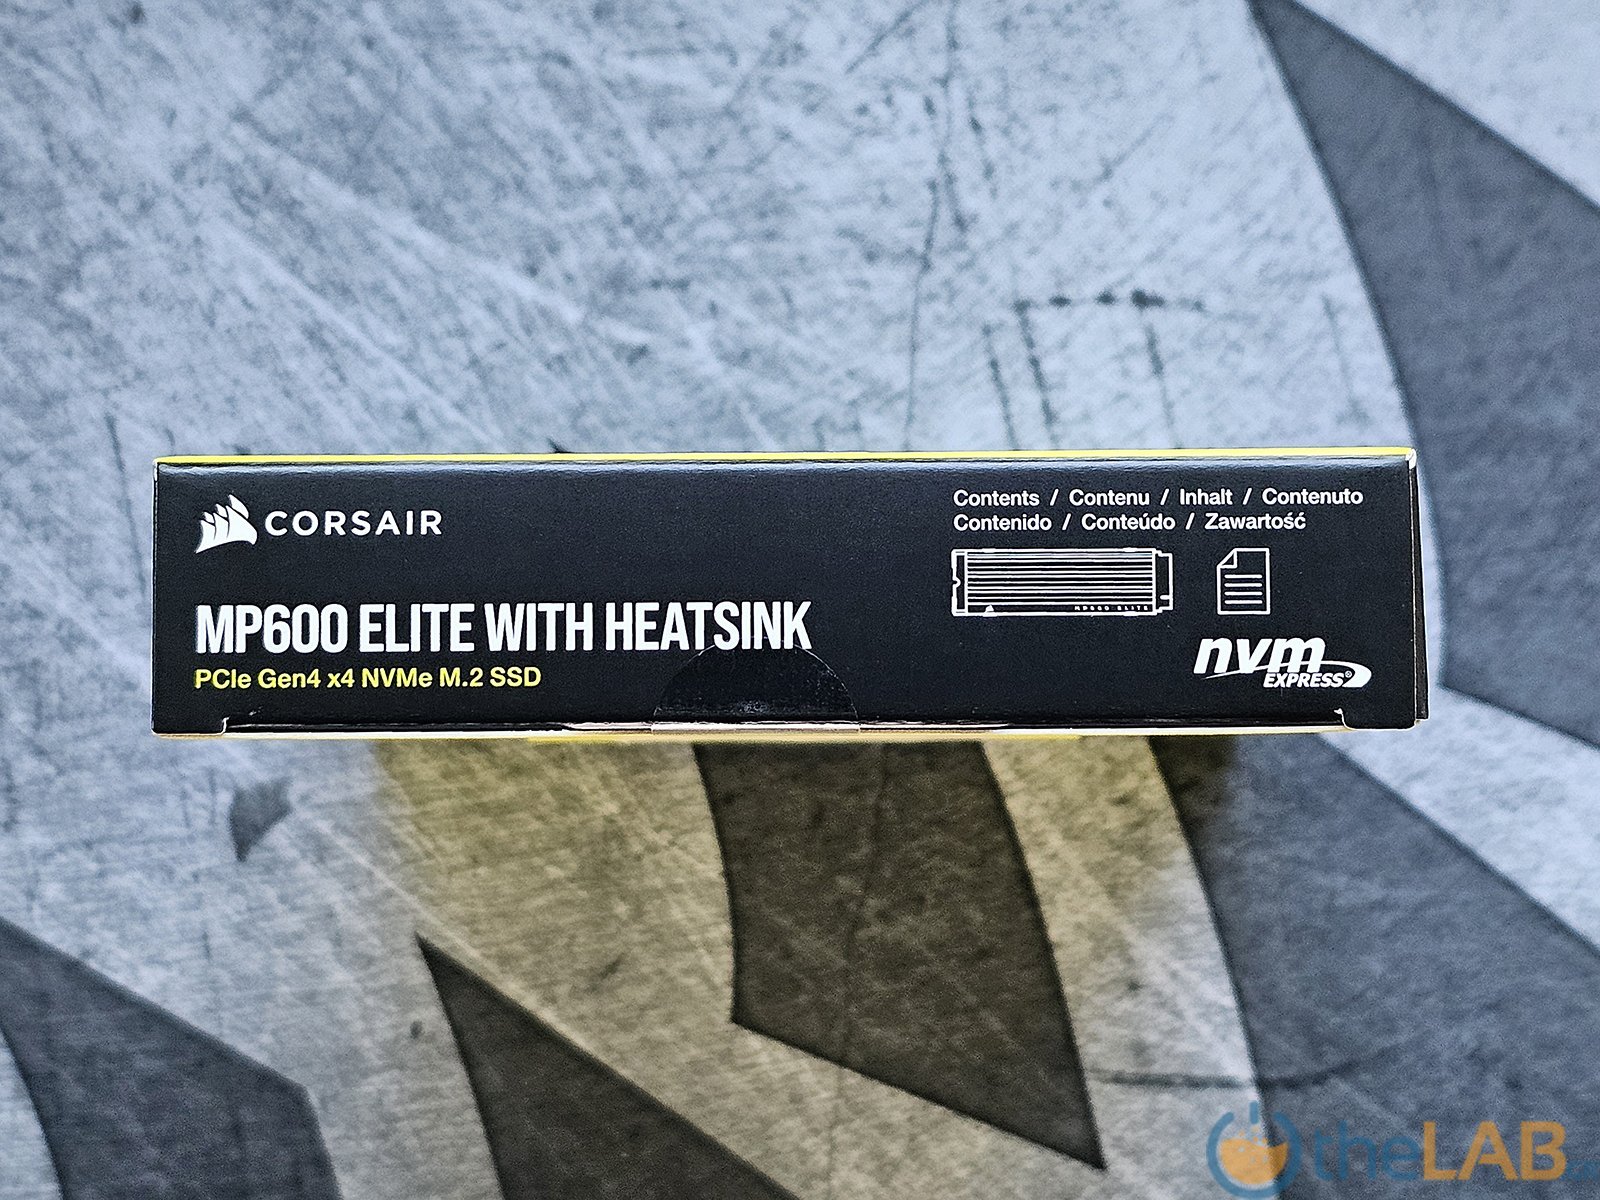 CORSAIR
MP600 ELITE WITH HEATSINK
PCIe Gen4 x4 NVMe M.2 SSD
Contents / Contenu / Inhalt / Contenuto
Contenido / Conteúdo / Zawartość
MP600 ELITE
nvm
EXPRESS®
theLAB